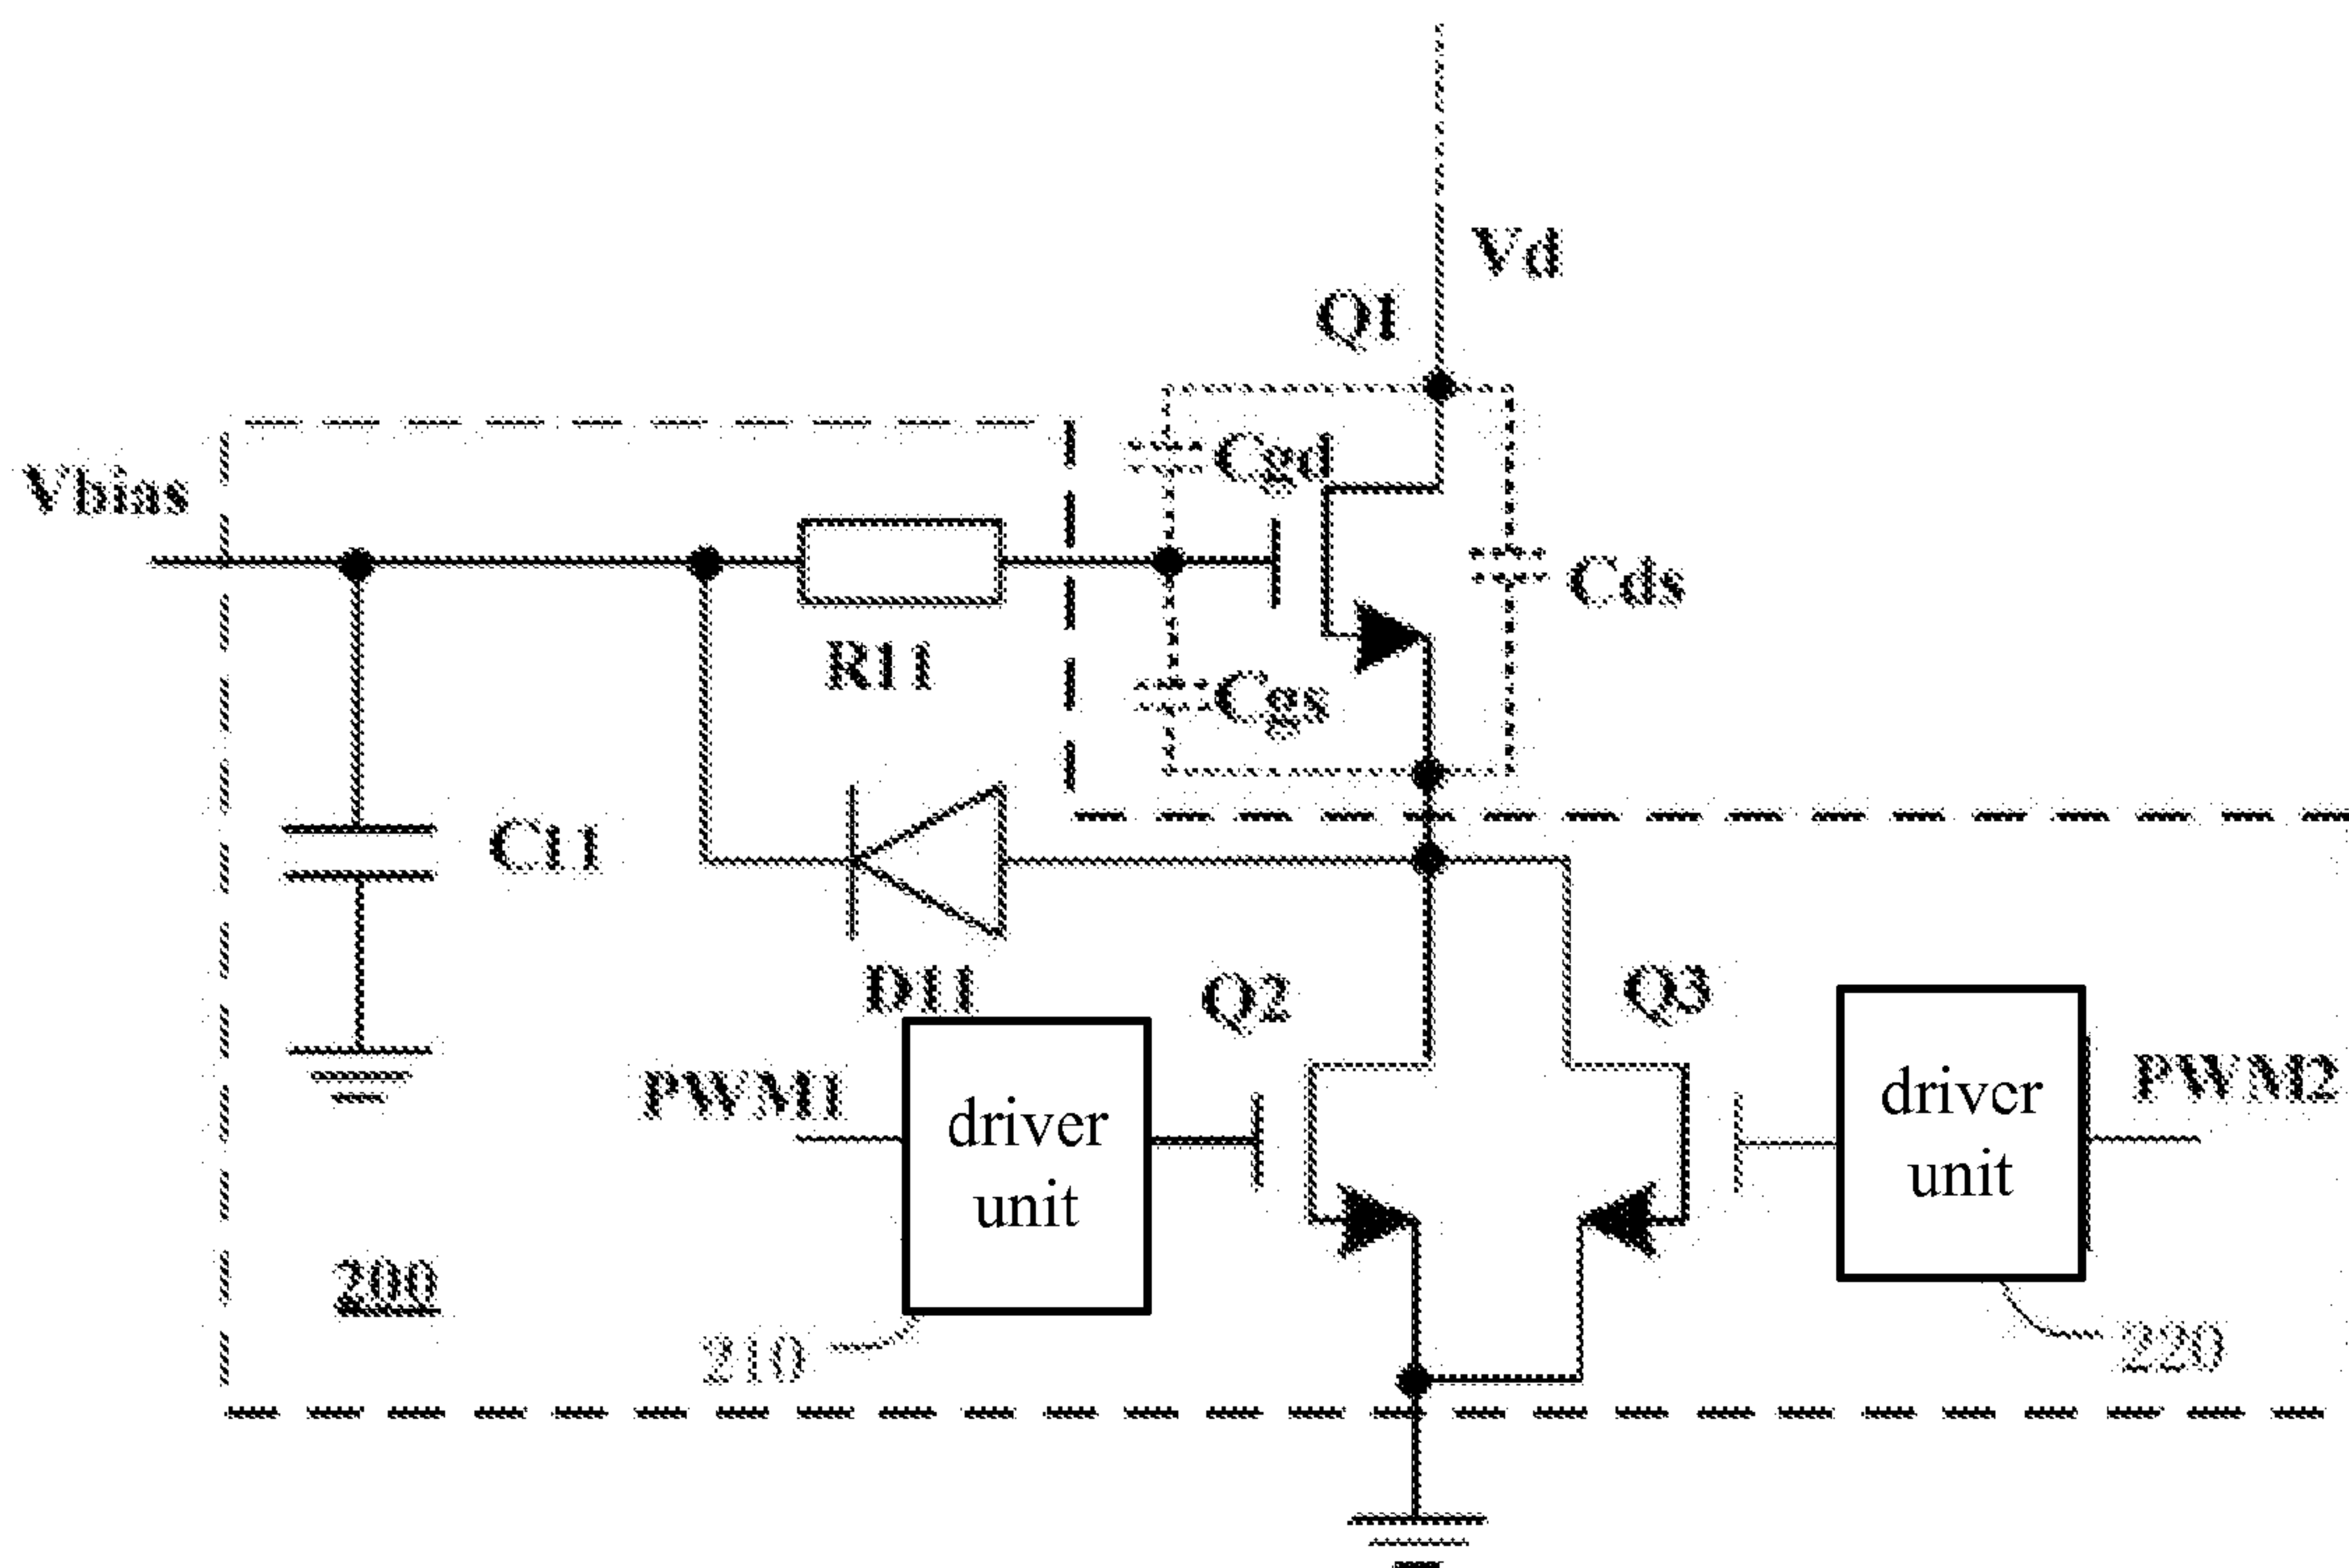 Vd
Q1
Cgd
Vbias
Cds
R11
Cgs
C11
D11
Q2
Q3
PWM1
driver
unit
driver
unit
PWM2
200
210
220